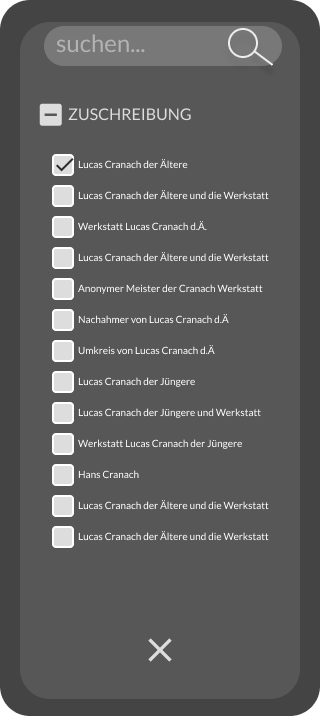 suchen...
ZUSCHREIBUNG
Lucas Cranach der Ältere
Lucas Cranach der Ältere und die Werkstatt
Werkstatt Lucas Cranach d.Ä.
Lucas Cranach der Ältere und die Werkstatt
Anonymer Meister der Cranach Werkstatt
Nachahmer von Lucas Cranach d.Ä
Umkreis von Lucas Cranach d.Ä
Lucas Cranach der Jüngere
Lucas Cranach der Jüngere und Werkstatt
Werkstatt Lucas Cranach der Jüngere
Hans Cranach
Lucas Cranach der Ältere und die Werkstatt
Lucas Cranach der Ältere und die Werkstatt